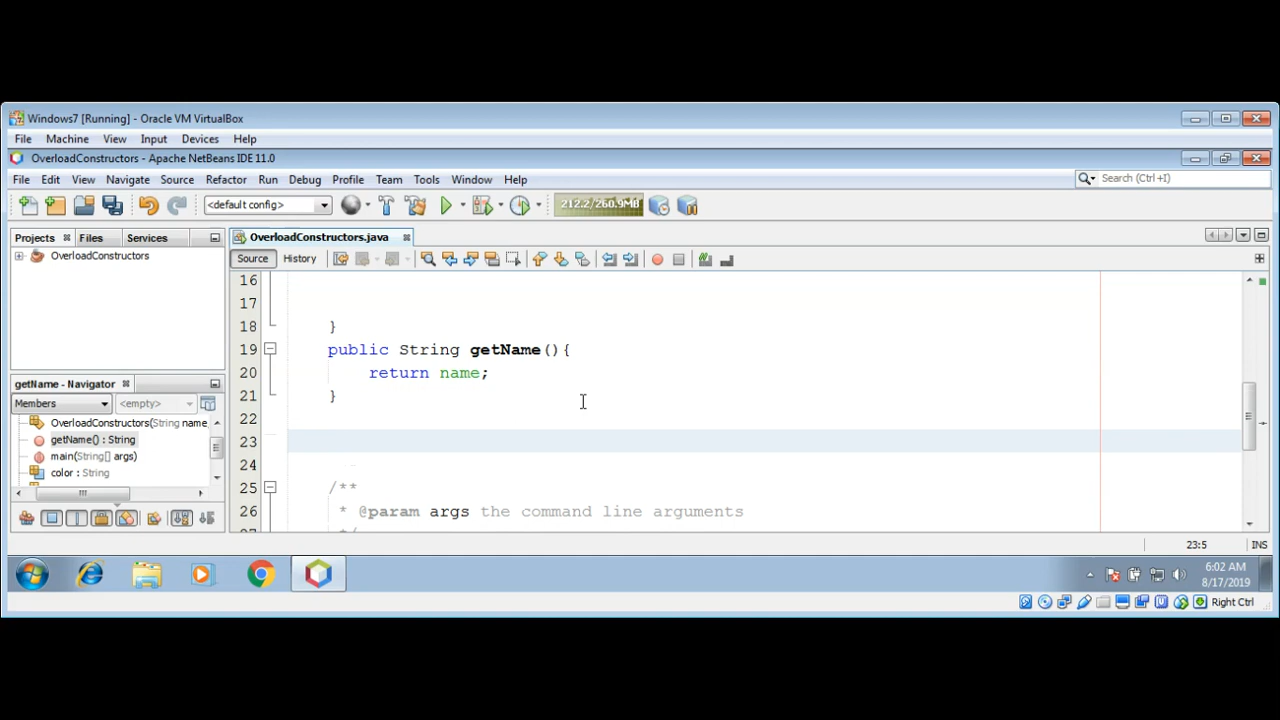 Windows7 [Running] - Oracle VM VirtualBox
File Machine View Input Devices Help
OverloadConstructors - Apache NetBeans IDE 11.0
File Edit View Navigate Source Refactor Run Debug Profile Team Tools Window Help
Search (Ctrl+I)
<default config>
212.2/260.9MB
Projects Files Services
OverloadConstructors.java
Source History
OverloadConstructors
16
17
18 }
19 public String getName(){
20 return name;
21 }
22
23
24
25 /**
26 * @param args the command line arguments
*/
getName - Navigator
Members <empty>
OverloadConstructors(String name,
getName() : String
main(String[] args)
color : String
23:5 INS
6:02 AM
8/17/2019
Right Ctrl